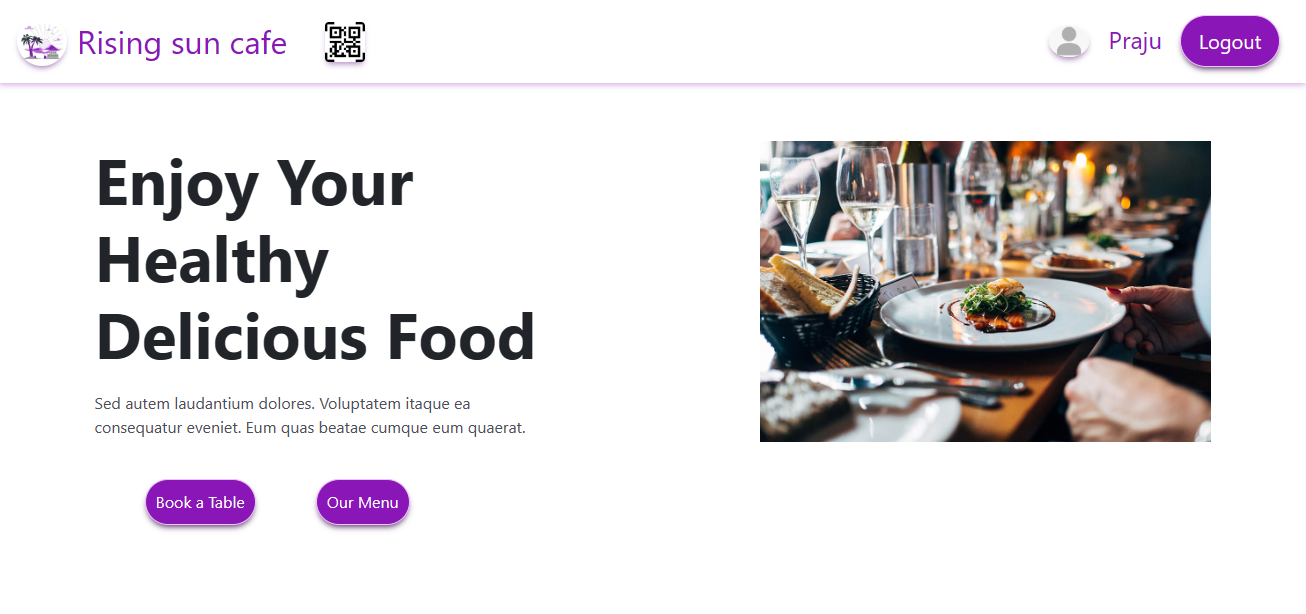 Rising sun cafe
Praju
Logout
Enjoy Your
Healthy
Delicious Food
Sed autem laudantium dolores. Voluptatem itaque ea
consequatur eveniet. Eum quas beatae cumque eum quaerat.
Book a Table
Our Menu